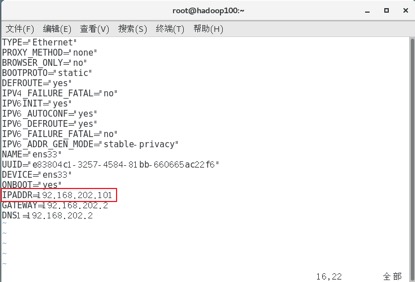 root@hadoop100:~
文件(F) 编辑(E) 查看(V) 搜索(S) 终端(T) 帮助(H)
TYPE="Ethernet"
PROXY_METHOD="none"
BROWSER_ONLY="no"
BOOTPROTO="static"
DEFROUTE="yes"
IPV4_FAILURE_FATAL="no"
IPV6INIT="yes"
IPV6_AUTOCONF="yes"
IPV6_DEFROUTE="yes"
IPV6_FAILURE_FATAL="no"
IPV6_ADDR_GEN_MODE="stable-privacy"
NAME="ens33"
UUID="e83804c1-3257-4584-81bb-660665ac22f6"
DEVICE="ens33"
ONBOOT="yes"
IPADDR=192.168.202.101
GATEWAY=192.168.202.2
DNS1=192.168.202.2
~
~
~
~
16,22 全部